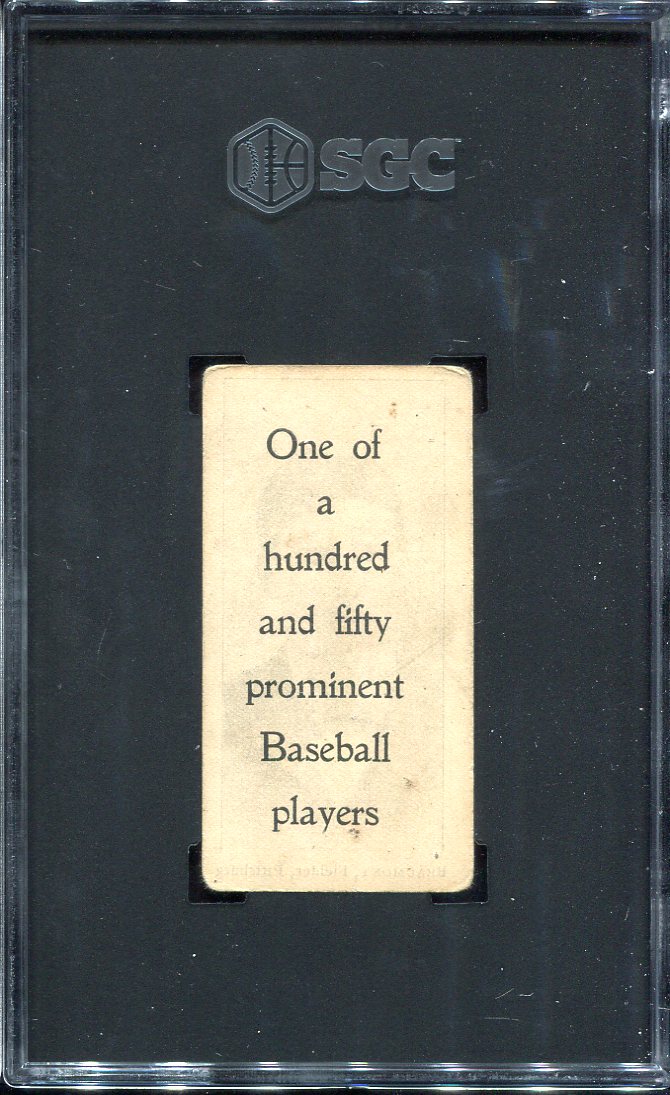 SGC
One of
a
hundred
and fifty
prominent
Baseball
players